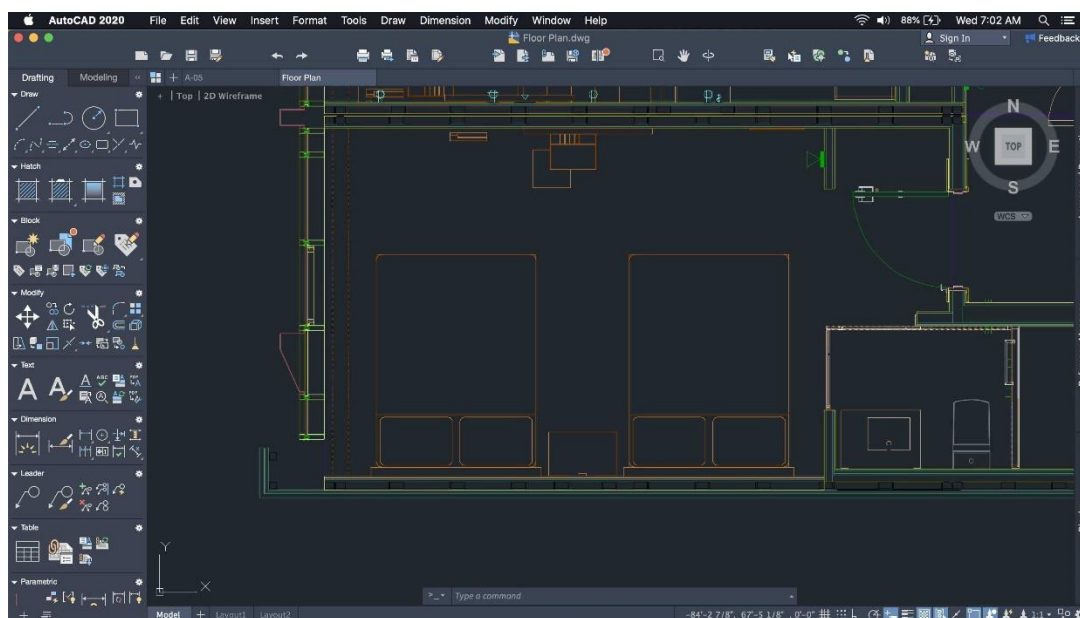 AutoCAD 2020 File Edit View Insert Format Tools Draw Dimension Modify Window Help 88% Wed 7:02 AM
Floor Plan.dwg Sign In Feedback
Drafting Modeling A-05 Floor Plan
Draw
Top | 2D Wireframe
N
W TOP E
S
WCS
Hatch
Block
Modify
Text
A A A ABC
Dimension
Leader
Table
Parametric
Y
X
Type a command
Model Layout1 Layout2 -84'-2 7/8", 67'-5 1/8", 0'-0" 1:1